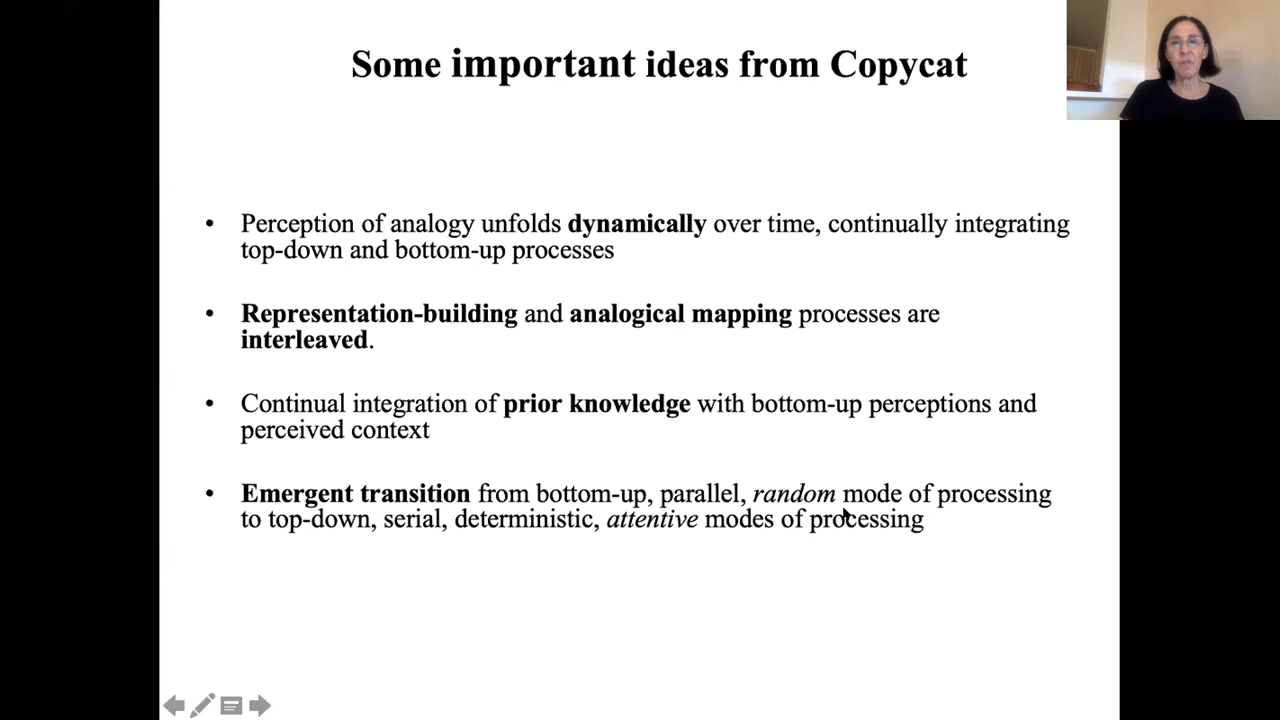 Some important ideas from Copycat
• Perception of analogy unfolds dynamically over time, continually integrating
top-down and bottom-up processes
• Representation-building and analogical mapping processes are
interleaved.
• Continual integration of prior knowledge with bottom-up perceptions and
perceived context
• Emergent transition from bottom-up, parallel, random mode of processing
to top-down, serial, deterministic, attentive modes of processing